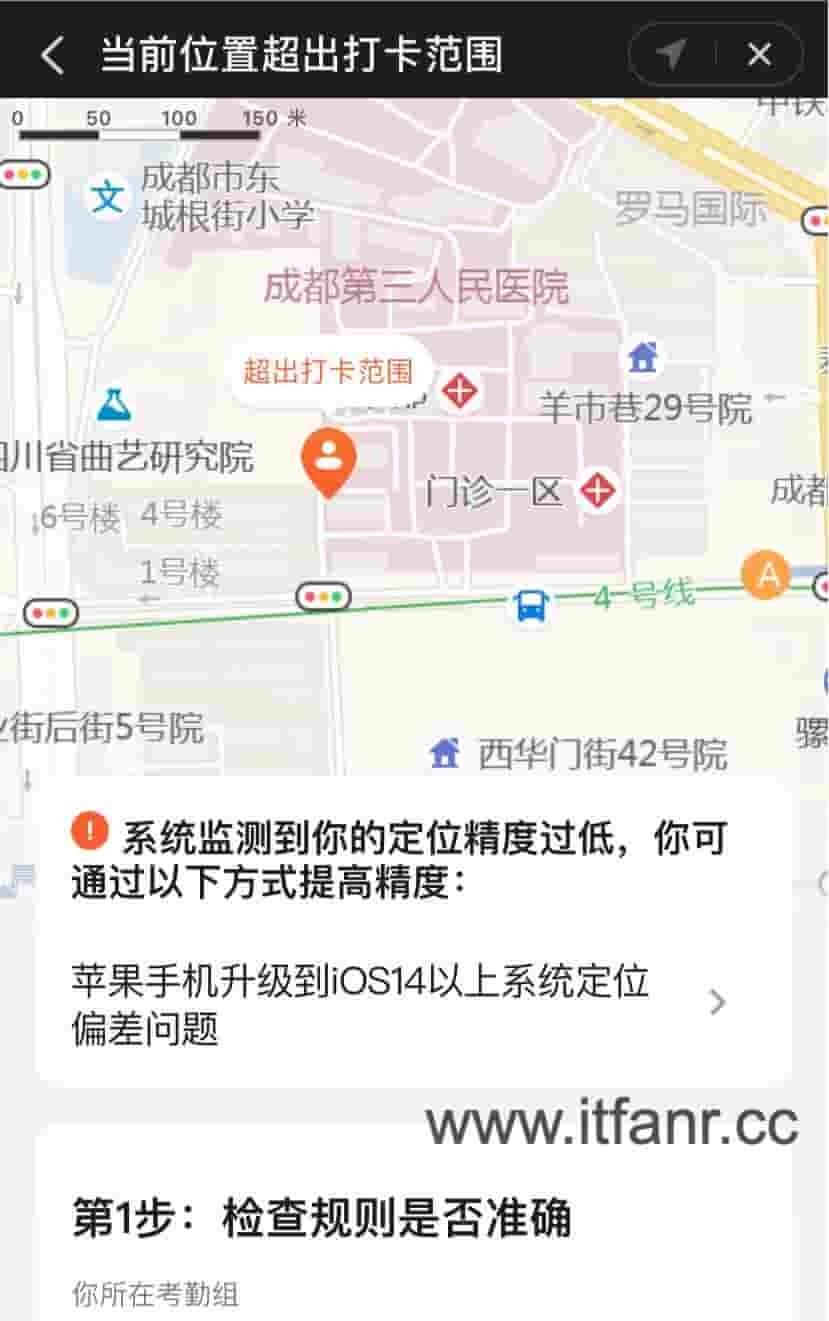 当前位置超出打卡范围
0 50 100 150 米
成都市东
城根街小学
罗马国际
成都第三人民医院
超出打卡范围
羊市巷29号院
四川省曲艺研究院
门诊一区
成都
6号楼
4号楼
1号楼
A
4号线
街后街5号院
西华门街42号院
骡
! 系统监测到你的定位精度过低，你可
通过以下方式提高精度：
苹果手机升级到iOS14以上系统定位
偏差问题
www.itfanr.cc
第1步：检查规则是否准确
你所在考勤组